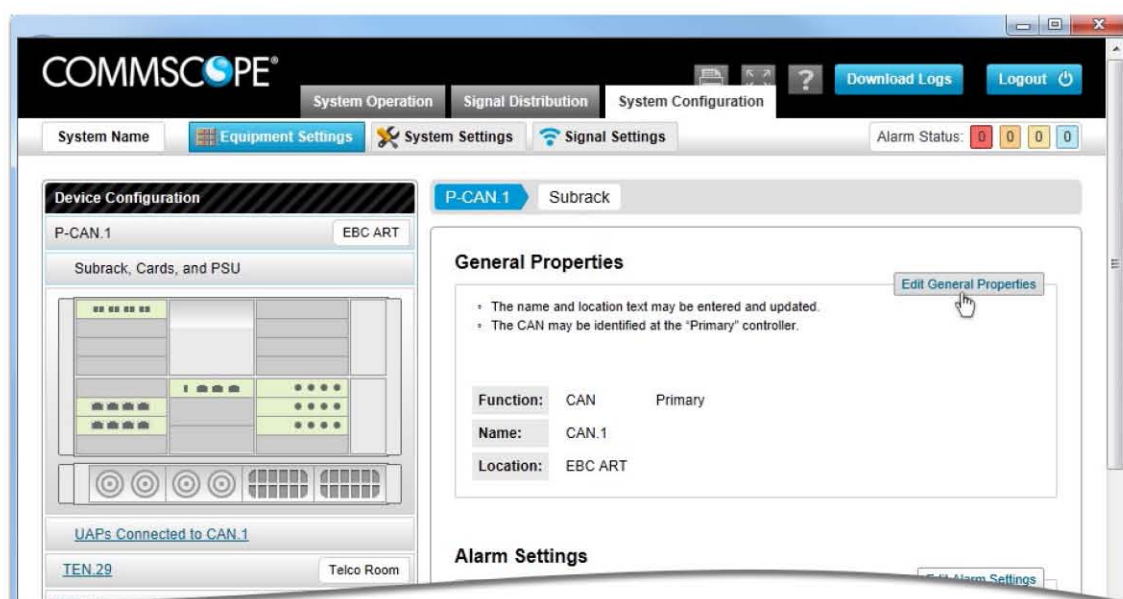 COMMSCOPE®
System Operation
Signal Distribution
System Configuration
?
Download Logs
Logout
System Name
Equipment Settings
System Settings
Signal Settings
Alarm Status: 0 0 0 0
Device Configuration
P-CAN.1
EBC ART
Subrack, Cards, and PSU
UAPs Connected to CAN.1
TEN.29
Telco Room
P-CAN.1
Subrack
General Properties
Edit General Properties
• The name and location text may be entered and updated.
• The CAN may be identified at the "Primary" controller.
Function: CAN Primary
Name: CAN.1
Location: EBC ART
Alarm Settings
Edit Alarm Settings